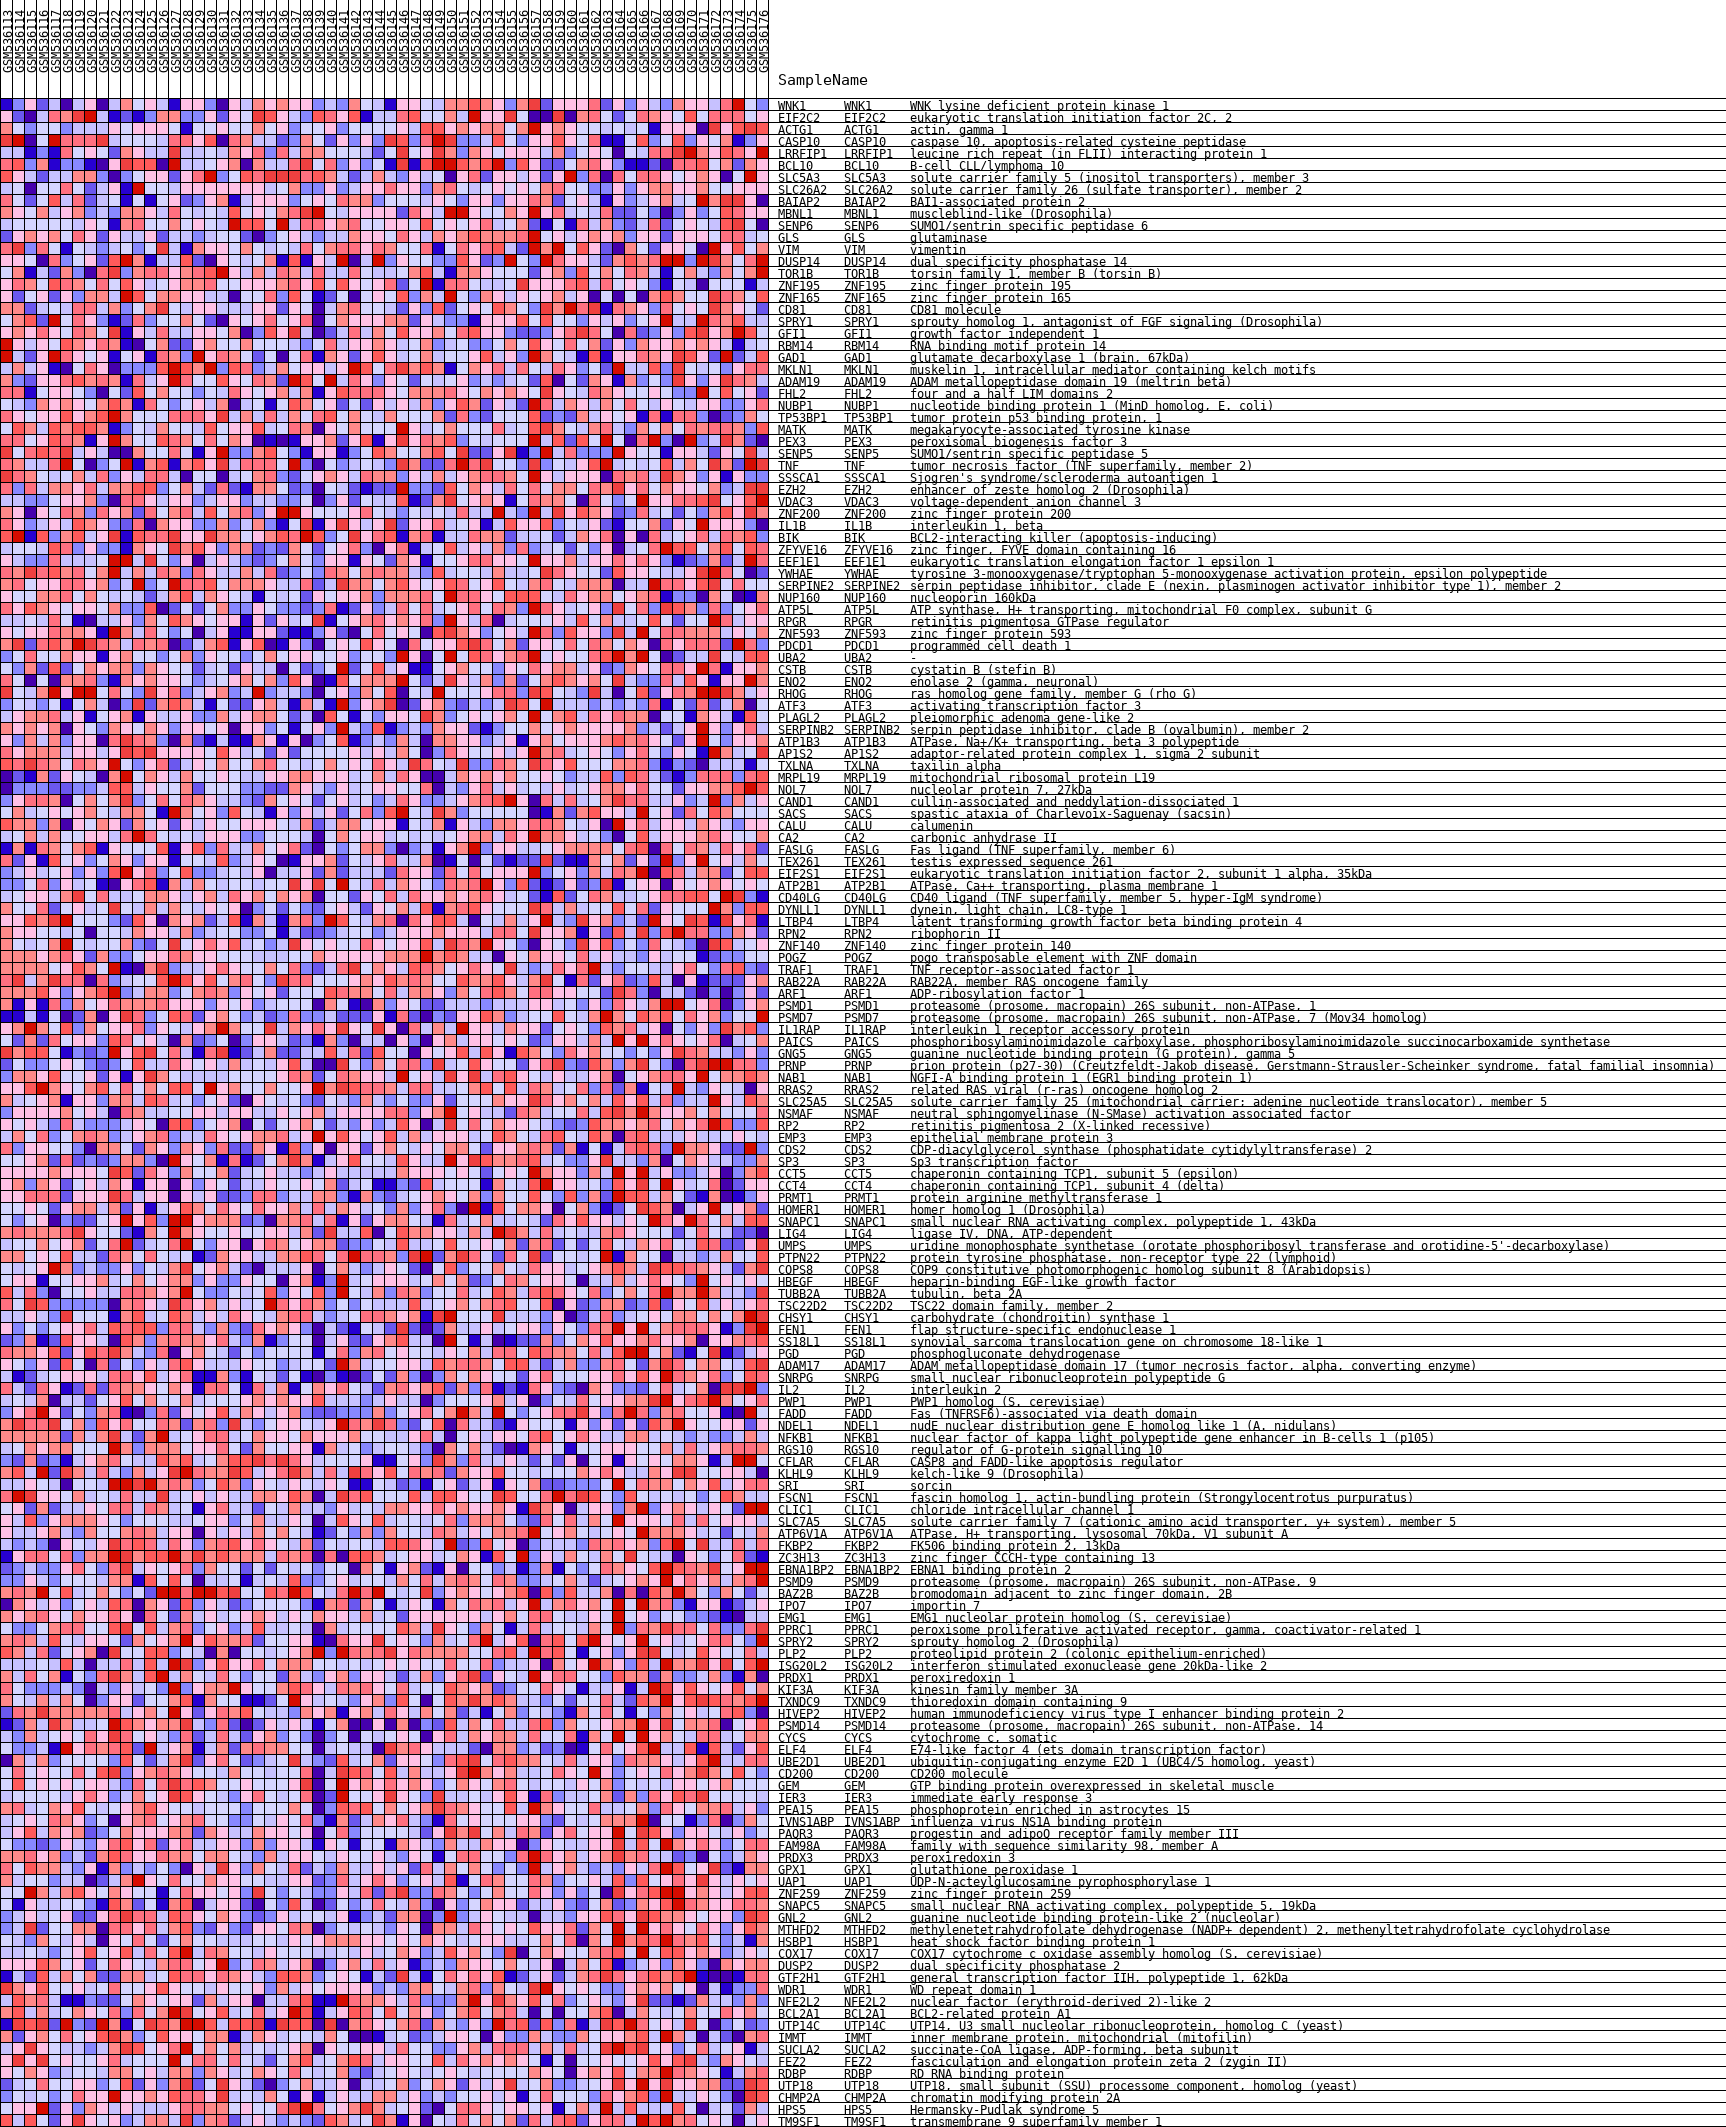 GSM536113 GSM536114 GSM536115 GSM536116 GSM536117 GSM536118 GSM536119 GSM536120 GSM536121 GSM536122 GSM536123 GSM536124 GSM536125 GSM536126 GSM536127 GSM536128 GSM536129 GSM536130 GSM536131 GSM536132 GSM536133 GSM536134 GSM536135 GSM536136 GSM536137 GSM536138 GSM536139 GSM536140 GSM536141 GSM536142 GSM536143 GSM536144 GSM536145 GSM536146 GSM536147 GSM536148 GSM536149 GSM536150 GSM536151 GSM536152 GSM536153 GSM536154 GSM536155 GSM536156 GSM536157 GSM536158 GSM536159 GSM536160 GSM536161 GSM536162 GSM536163 GSM536164 GSM536165 GSM536166 GSM536167 GSM536168 GSM536169 GSM536170 GSM536171 GSM536172 GSM536173 GSM536174 GSM536175 GSM536176
SampleName
WNK1 WNK1 WNK lysine deficient protein kinase 1
EIF2C2 EIF2C2 eukaryotic translation initiation factor 2C, 2
ACTG1 ACTG1 actin, gamma 1
CASP10 CASP10 caspase 10, apoptosis-related cysteine peptidase
LRRFIP1 LRRFIP1 leucine rich repeat (in FLII) interacting protein 1
BCL10 BCL10 B-cell CLL/lymphoma 10
SLC5A3 SLC5A3 solute carrier family 5 (inositol transporters), member 3
SLC26A2 SLC26A2 solute carrier family 26 (sulfate transporter), member 2
BAIAP2 BAIAP2 BAI1-associated protein 2
MBNL1 MBNL1 muscleblind-like (Drosophila)
SENP6 SENP6 SUMO1/sentrin specific peptidase 6
GLS GLS glutaminase
VIM VIM vimentin
DUSP14 DUSP14 dual specificity phosphatase 14
TOR1B TOR1B torsin family 1, member B (torsin B)
ZNF195 ZNF195 zinc finger protein 195
ZNF165 ZNF165 zinc finger protein 165
CD81 CD81 CD81 molecule
SPRY1 SPRY1 sprouty homolog 1, antagonist of FGF signaling (Drosophila)
GFI1 GFI1 growth factor independent 1
RBM14 RBM14 RNA binding motif protein 14
GAD1 GAD1 glutamate decarboxylase 1 (brain, 67kDa)
MKLN1 MKLN1 muskelin 1, intracellular mediator containing kelch motifs
ADAM19 ADAM19 ADAM metallopeptidase domain 19 (meltrin beta)
FHL2 FHL2 four and a half LIM domains 2
NUBP1 NUBP1 nucleotide binding protein 1 (MinD homolog, E. coli)
TP53BP1 TP53BP1 tumor protein p53 binding protein, 1
MATK MATK megakaryocyte-associated tyrosine kinase
PEX3 PEX3 peroxisomal biogenesis factor 3
SENP5 SENP5 SUMO1/sentrin specific peptidase 5
TNF TNF tumor necrosis factor (TNF superfamily, member 2)
SSSCA1 SSSCA1 Sjogren's syndrome/scleroderma autoantigen 1
EZH2 EZH2 enhancer of zeste homolog 2 (Drosophila)
VDAC3 VDAC3 voltage-dependent anion channel 3
ZNF200 ZNF200 zinc finger protein 200
IL1B IL1B interleukin 1, beta
BIK BIK BCL2-interacting killer (apoptosis-inducing)
ZFYVE16 ZFYVE16 zinc finger, FYVE domain containing 16
EEF1E1 EEF1E1 eukaryotic translation elongation factor 1 epsilon 1
YWHAE YWHAE tyrosine 3-monooxygenase/tryptophan 5-monooxygenase activation protein, epsilon polypeptide
SERPINE2 SERPINE2 serpin peptidase inhibitor, clade E (nexin, plasminogen activator inhibitor type 1), member 2
NUP160 NUP160 nucleoporin 160kDa
ATP5L ATP5L ATP synthase, H+ transporting, mitochondrial F0 complex, subunit G
RPGR RPGR retinitis pigmentosa GTPase regulator
ZNF593 ZNF593 zinc finger protein 593
PDCD1 PDCD1 programmed cell death 1
UBA2 UBA2 -
CSTB CSTB cystatin B (stefin B)
ENO2 ENO2 enolase 2 (gamma, neuronal)
RHOG RHOG ras homolog gene family, member G (rho G)
ATF3 ATF3 activating transcription factor 3
PLAGL2 PLAGL2 pleiomorphic adenoma gene-like 2
SERPINB2 SERPINB2 serpin peptidase inhibitor, clade B (ovalbumin), member 2
ATP1B3 ATP1B3 ATPase, Na+/K+ transporting, beta 3 polypeptide
AP1S2 AP1S2 adaptor-related protein complex 1, sigma 2 subunit
TXLNA TXLNA taxilin alpha
MRPL19 MRPL19 mitochondrial ribosomal protein L19
NOL7 NOL7 nucleolar protein 7, 27kDa
CAND1 CAND1 cullin-associated and neddylation-dissociated 1
SACS SACS spastic ataxia of Charlevoix-Saguenay (sacsin)
CALU CALU calumenin
CA2 CA2 carbonic anhydrase II
FASLG FASLG Fas ligand (TNF superfamily, member 6)
TEX261 TEX261 testis expressed sequence 261
EIF2S1 EIF2S1 eukaryotic translation initiation factor 2, subunit 1 alpha, 35kDa
ATP2B1 ATP2B1 ATPase, Ca++ transporting, plasma membrane 1
CD40LG CD40LG CD40 ligand (TNF superfamily, member 5, hyper-IgM syndrome)
DYNLL1 DYNLL1 dynein, light chain, LC8-type 1
LTBP4 LTBP4 latent transforming growth factor beta binding protein 4
RPN2 RPN2 ribophorin II
ZNF140 ZNF140 zinc finger protein 140
POGZ POGZ pogo transposable element with ZNF domain
TRAF1 TRAF1 TNF receptor-associated factor 1
RAB22A RAB22A RAB22A, member RAS oncogene family
ARF1 ARF1 ADP-ribosylation factor 1
PSMD1 PSMD1 proteasome (prosome, macropain) 26S subunit, non-ATPase, 1
PSMD7 PSMD7 proteasome (prosome, macropain) 26S subunit, non-ATPase, 7 (Mov34 homolog)
IL1RAP IL1RAP interleukin 1 receptor accessory protein
PAICS PAICS phosphoribosylaminoimidazole carboxylase, phosphoribosylaminoimidazole succinocarboxamide synthetase
GNG5 GNG5 guanine nucleotide binding protein (G protein), gamma 5
PRNP PRNP prion protein (p27-30) (Creutzfeldt-Jakob disease, Gerstmann-Strausler-Scheinker syndrome, fatal familial insomnia)
NAB1 NAB1 NGFI-A binding protein 1 (EGR1 binding protein 1)
RRAS2 RRAS2 related RAS viral (r-ras) oncogene homolog 2
SLC25A5 SLC25A5 solute carrier family 25 (mitochondrial carrier; adenine nucleotide translocator), member 5
NSMAF NSMAF neutral sphingomyelinase (N-SMase) activation associated factor
RP2 RP2 retinitis pigmentosa 2 (X-linked recessive)
EMP3 EMP3 epithelial membrane protein 3
CDS2 CDS2 CDP-diacylglycerol synthase (phosphatidate cytidylyltransferase) 2
SP3 SP3 Sp3 transcription factor
CCT5 CCT5 chaperonin containing TCP1, subunit 5 (epsilon)
CCT4 CCT4 chaperonin containing TCP1, subunit 4 (delta)
PRMT1 PRMT1 protein arginine methyltransferase 1
HOMER1 HOMER1 homer homolog 1 (Drosophila)
SNAPC1 SNAPC1 small nuclear RNA activating complex, polypeptide 1, 43kDa
LIG4 LIG4 ligase IV, DNA, ATP-dependent
UMPS UMPS uridine monophosphate synthetase (orotate phosphoribosyl transferase and orotidine-5'-decarboxylase)
PTPN22 PTPN22 protein tyrosine phosphatase, non-receptor type 22 (lymphoid)
COPS8 COPS8 COP9 constitutive photomorphogenic homolog subunit 8 (Arabidopsis)
HBEGF HBEGF heparin-binding EGF-like growth factor
TUBB2A TUBB2A tubulin, beta 2A
TSC22D2 TSC22D2 TSC22 domain family, member 2
CHSY1 CHSY1 carbohydrate (chondroitin) synthase 1
FEN1 FEN1 flap structure-specific endonuclease 1
SS18L1 SS18L1 synovial sarcoma translocation gene on chromosome 18-like 1
PGD PGD phosphogluconate dehydrogenase
ADAM17 ADAM17 ADAM metallopeptidase domain 17 (tumor necrosis factor, alpha, converting enzyme)
SNRPG SNRPG small nuclear ribonucleoprotein polypeptide G
IL2 IL2 interleukin 2
PWP1 PWP1 PWP1 homolog (S. cerevisiae)
FADD FADD Fas (TNFRSF6)-associated via death domain
NDEL1 NDEL1 nudE nuclear distribution gene E homolog like 1 (A. nidulans)
NFKB1 NFKB1 nuclear factor of kappa light polypeptide gene enhancer in B-cells 1 (p105)
RGS10 RGS10 regulator of G-protein signalling 10
CFLAR CFLAR CASP8 and FADD-like apoptosis regulator
KLHL9 KLHL9 kelch-like 9 (Drosophila)
SRI SRI sorcin
FSCN1 FSCN1 fascin homolog 1, actin-bundling protein (Strongylocentrotus purpuratus)
CLIC1 CLIC1 chloride intracellular channel 1
SLC7A5 SLC7A5 solute carrier family 7 (cationic amino acid transporter, y+ system), member 5
ATP6V1A ATP6V1A ATPase, H+ transporting, lysosomal 70kDa, V1 subunit A
FKBP2 FKBP2 FK506 binding protein 2, 13kDa
ZC3H13 ZC3H13 zinc finger CCCH-type containing 13
EBNA1BP2 EBNA1BP2 EBNA1 binding protein 2
PSMD9 PSMD9 proteasome (prosome, macropain) 26S subunit, non-ATPase, 9
BAZ2B BAZ2B bromodomain adjacent to zinc finger domain, 2B
IPO7 IPO7 importin 7
EMG1 EMG1 EMG1 nucleolar protein homolog (S. cerevisiae)
PPRC1 PPRC1 peroxisome proliferative activated receptor, gamma, coactivator-related 1
SPRY2 SPRY2 sprouty homolog 2 (Drosophila)
PLP2 PLP2 proteolipid protein 2 (colonic epithelium-enriched)
ISG20L2 ISG20L2 interferon stimulated exonuclease gene 20kDa-like 2
PRDX1 PRDX1 peroxiredoxin 1
KIF3A KIF3A kinesin family member 3A
TXNDC9 TXNDC9 thioredoxin domain containing 9
HIVEP2 HIVEP2 human immunodeficiency virus type I enhancer binding protein 2
PSMD14 PSMD14 proteasome (prosome, macropain) 26S subunit, non-ATPase, 14
CYCS CYCS cytochrome c, somatic
ELF4 ELF4 E74-like factor 4 (ets domain transcription factor)
UBE2D1 UBE2D1 ubiquitin-conjugating enzyme E2D 1 (UBC4/5 homolog, yeast)
CD200 CD200 CD200 molecule
GEM GEM GTP binding protein overexpressed in skeletal muscle
IER3 IER3 immediate early response 3
PEA15 PEA15 phosphoprotein enriched in astrocytes 15
IVNS1ABP IVNS1ABP influenza virus NS1A binding protein
PAQR3 PAQR3 progestin and adipoQ receptor family member III
FAM98A FAM98A family with sequence similarity 98, member A
PRDX3 PRDX3 peroxiredoxin 3
GPX1 GPX1 glutathione peroxidase 1
UAP1 UAP1 UDP-N-acteylglucosamine pyrophosphorylase 1
ZNF259 ZNF259 zinc finger protein 259
SNAPC5 SNAPC5 small nuclear RNA activating complex, polypeptide 5, 19kDa
GNL2 GNL2 guanine nucleotide binding protein-like 2 (nucleolar)
MTHFD2 MTHFD2 methylenetetrahydrofolate dehydrogenase (NADP+ dependent) 2, methenyltetrahydrofolate cyclohydrolase
HSBP1 HSBP1 heat shock factor binding protein 1
COX17 COX17 COX17 cytochrome c oxidase assembly homolog (S. cerevisiae)
DUSP2 DUSP2 dual specificity phosphatase 2
GTF2H1 GTF2H1 general transcription factor IIH, polypeptide 1, 62kDa
WDR1 WDR1 WD repeat domain 1
NFE2L2 NFE2L2 nuclear factor (erythroid-derived 2)-like 2
BCL2A1 BCL2A1 BCL2-related protein A1
UTP14C UTP14C UTP14, U3 small nucleolar ribonucleoprotein, homolog C (yeast)
IMMT IMMT inner membrane protein, mitochondrial (mitofilin)
SUCLA2 SUCLA2 succinate-CoA ligase, ADP-forming, beta subunit
FEZ2 FEZ2 fasciculation and elongation protein zeta 2 (zygin II)
RDBP RDBP RD RNA binding protein
UTP18 UTP18 UTP18, small subunit (SSU) processome component, homolog (yeast)
CHMP2A CHMP2A chromatin modifying protein 2A
HPS5 HPS5 Hermansky-Pudlak syndrome 5
TM9SF1 TM9SF1 transmembrane 9 superfamily member 1